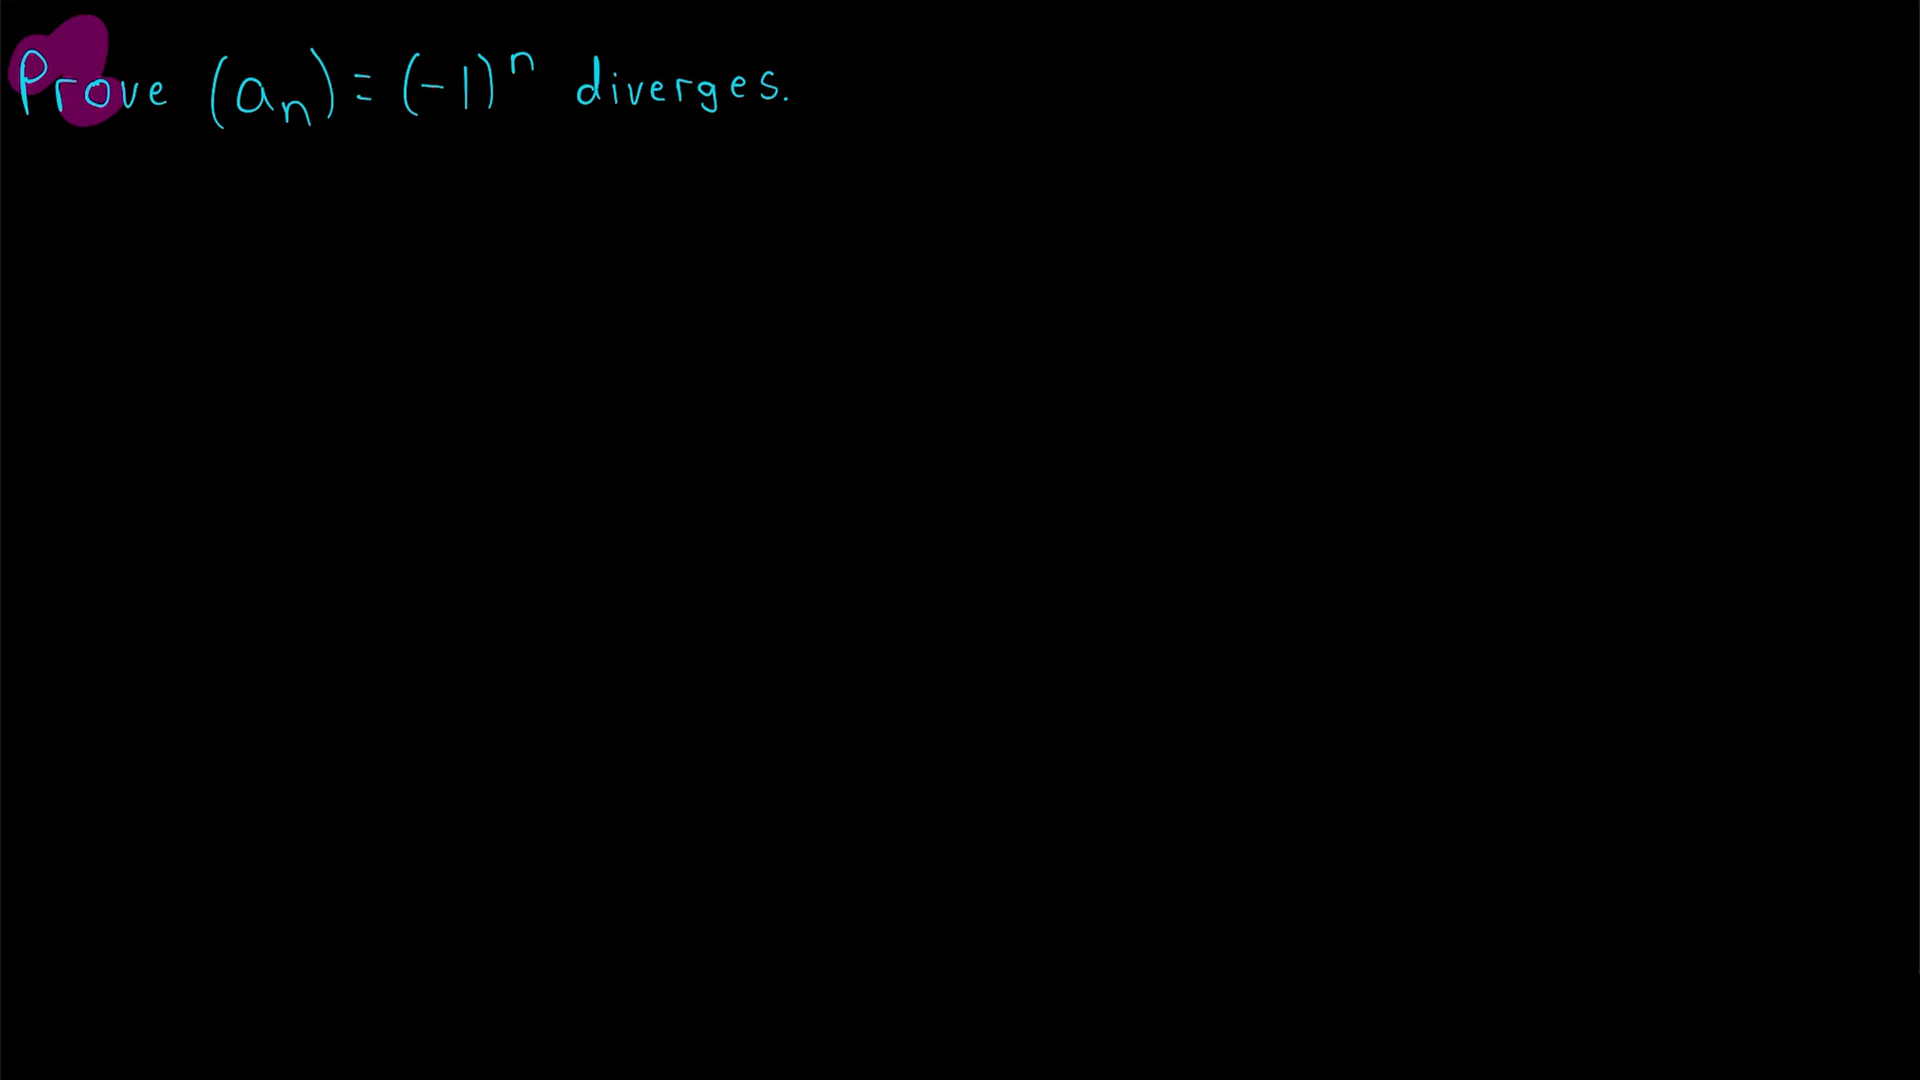 Prove (aₙ) = (-1)ⁿ diverges.